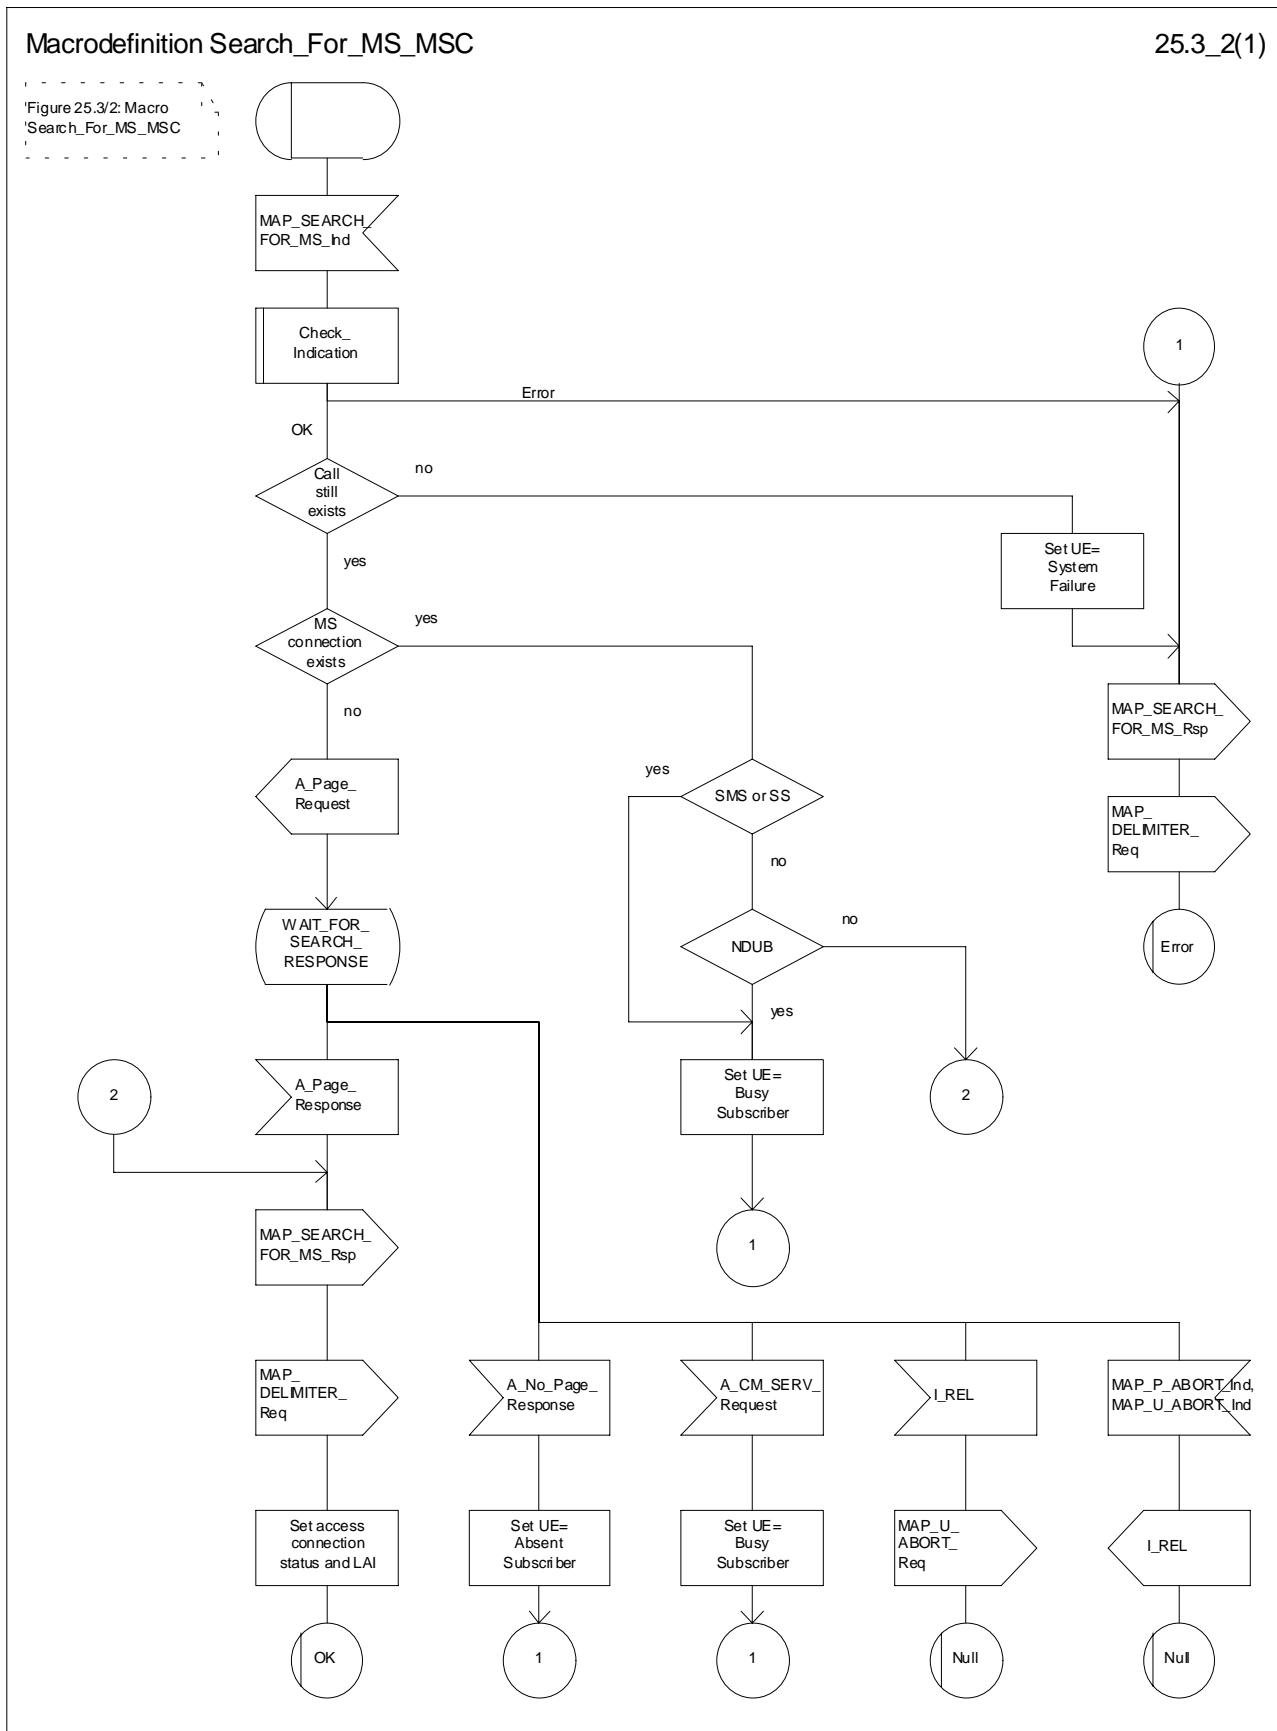 Macrodefinition Search_For_MS_MSC
25.3_2(1)
Figure 25.3/2: Macro
Search_For_MS_MSC
MAP_SEARCH_
FOR_MS_Ind
Check_
Indication
1
Error
OK
Call
still
exists
no
Set UE=
System
Failure
yes
MS
connection
exists
yes
no
MAP_SEARCH_
FOR_MS_Rsp
A_Page_
Request
yes
SMS or SS
MAP_
DELIMITER_
Req
no
WAIT_FOR_
SEARCH_
RESPONSE
NDUB
no
Error
yes
2
A_Page_
Response
Set UE=
Busy
Subscriber
2
MAP_SEARCH_
FOR_MS_Rsp
1
MAP_
DELIMITER_
Req
A_No_Page_
Response
A_CM_SERV_
Request
I_REL
MAP_P_ABORT_Ind,
MAP_U_ABORT_Ind
Set access
connection
status and LAI
Set UE=
Absent
Subscriber
Set UE=
Busy
Subscriber
MAP_U_
ABORT_
Req
I_REL
OK
1
1
Null
Null